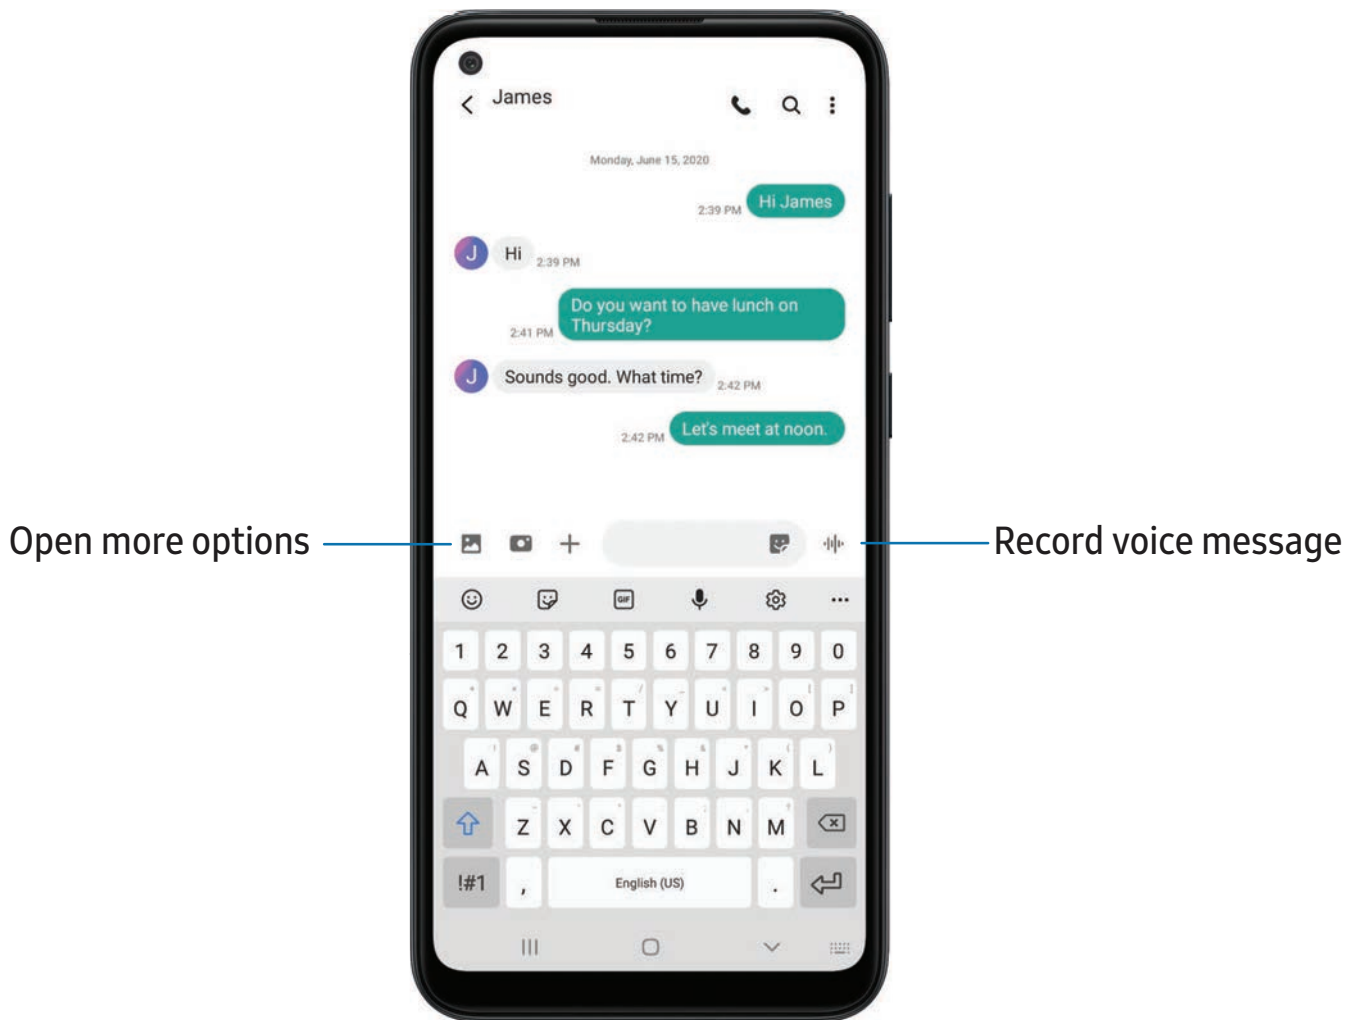 James
Monday, June 15, 2020
2:39 PM Hi James
J Hi 2:39 PM
Do you want to have lunch on
2:41 PM Thursday?
J Sounds good. What time? 2:42 PM
2:42 PM Let's meet at noon.
Open more options
Record voice message
GIF
1 2 3 4 5 6 7 8 9 0
Q W E R T Y U I O P
A S D F G H J K L
Z X C V B N M
!#1 , English (US) .